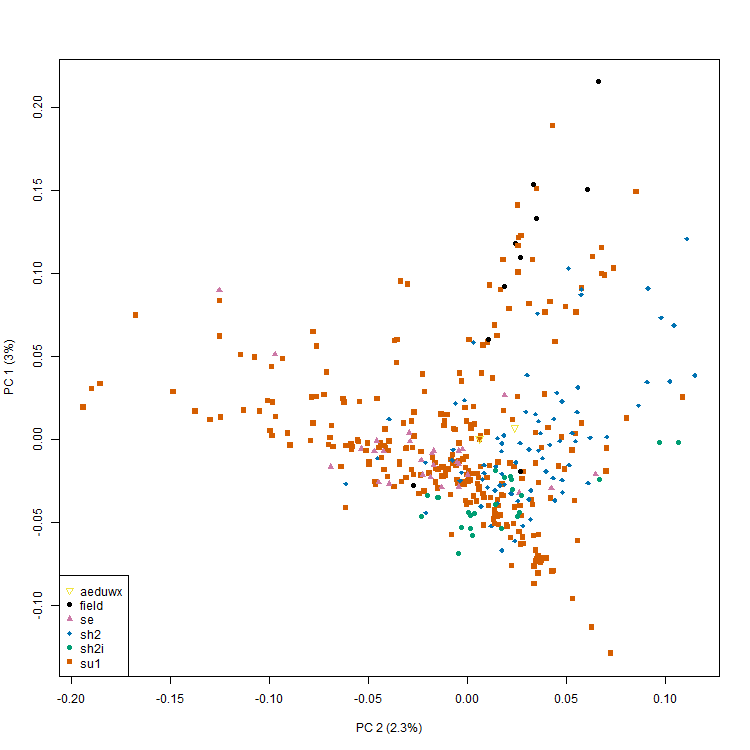 PC 1 (3%)
0.20
0.15
0.10
0.05
0.00
-0.05
-0.10
aeduwx
field
se
sh2
sh2i
su1
-0.20 -0.15 -0.10 -0.05 0.00 0.05 0.10
PC 2 (2.3%)